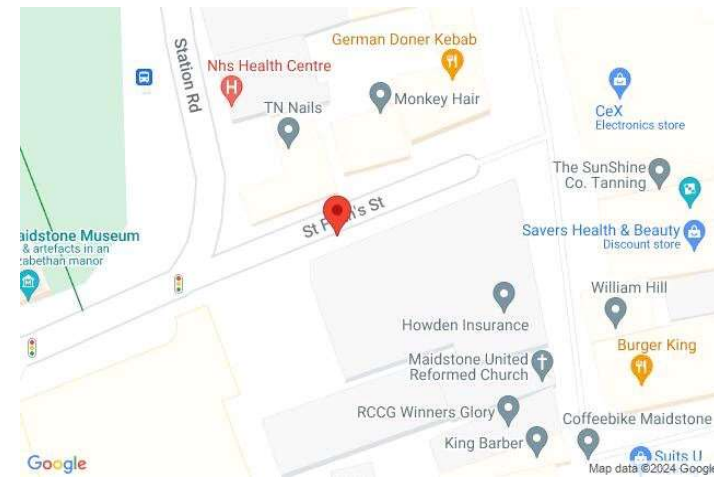 German Doner Kebab
Station Rd
Nhs Health Centre
H
TN Nails
Monkey Hair
CeX
Electronics store
The SunShine
Co. Tanning
St
's St
aidstone Museum
& artefacts in an
zabethan manor
Savers Health & Beauty
Discount store
William Hill
Howden Insurance
Burger King
Maidstone United
Reformed Church
RCCG Winners Glory
Coffeebike Maidstone
King Barber
Suits U
Google
Map data ©2024 Google